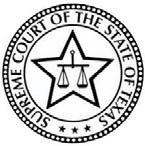 SUPREME COURT OF THE STATE OF TEXAS